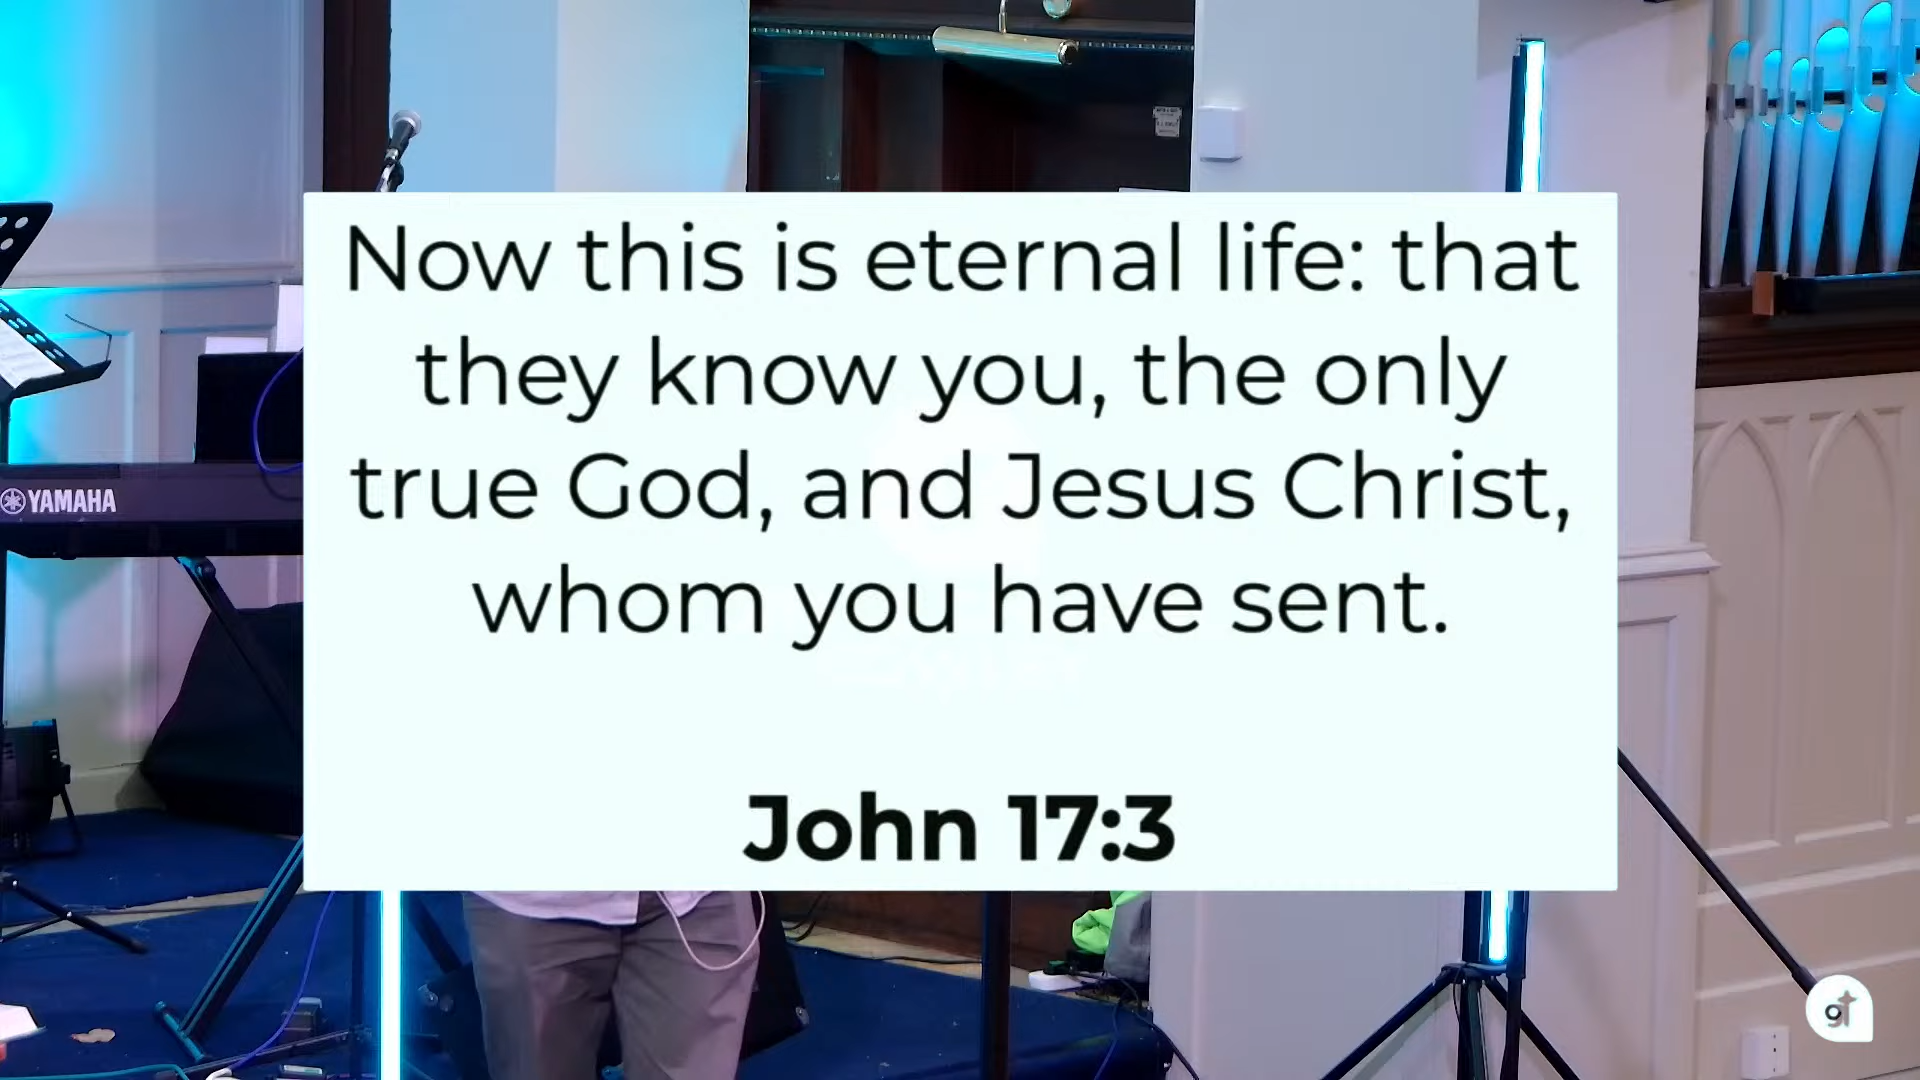 Now this is eternal life: that
they know you, the only
true God, and Jesus Christ,
whom you have sent.
John 17:3
YAMAHA
gt